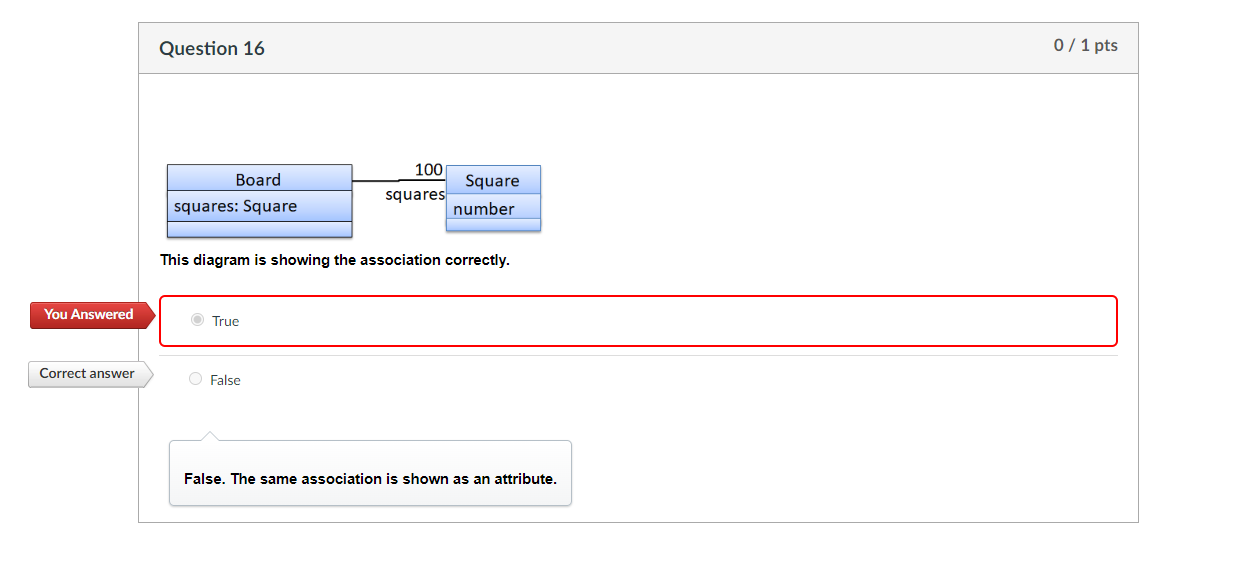 Question 16
0 / 1 pts
Board
squares: Square
100
squares
Square
number
This diagram is showing the association correctly.
You Answered
True
Correct answer
False
False. The same association is shown as an attribute.